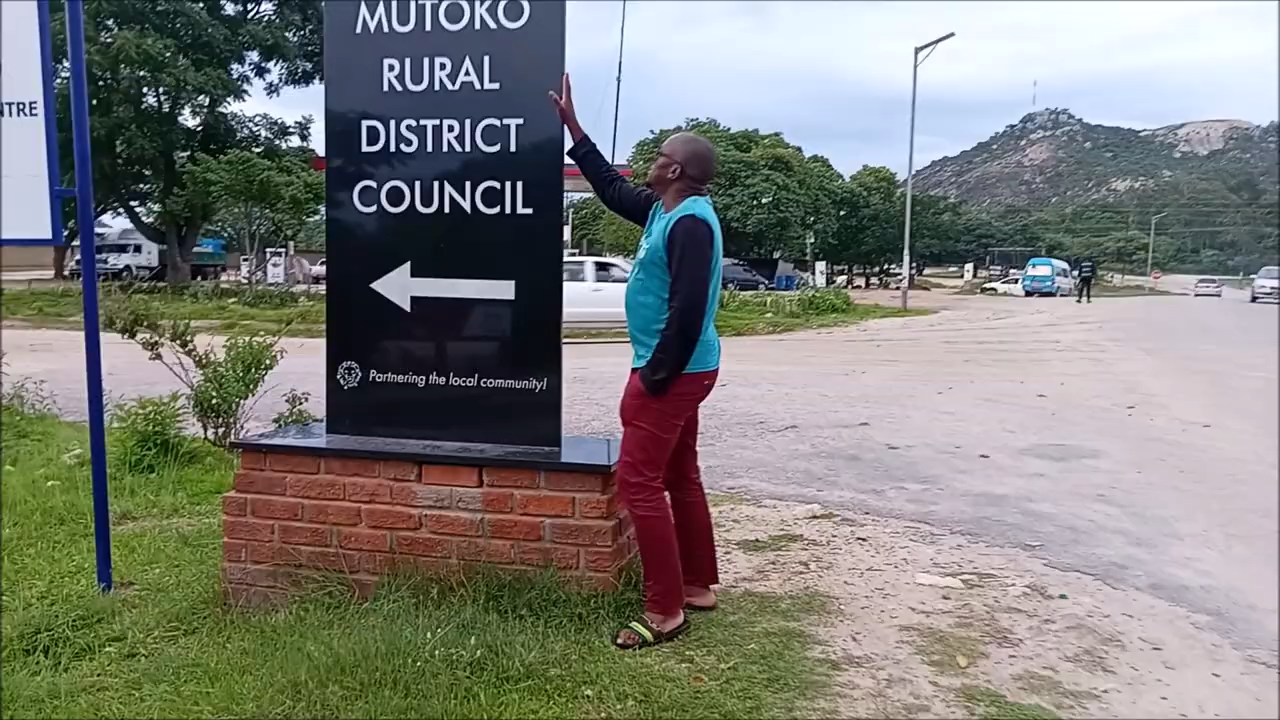 NTRE
MUTOKO
RURAL
DISTRICT
COUNCIL
Partnering the local community!